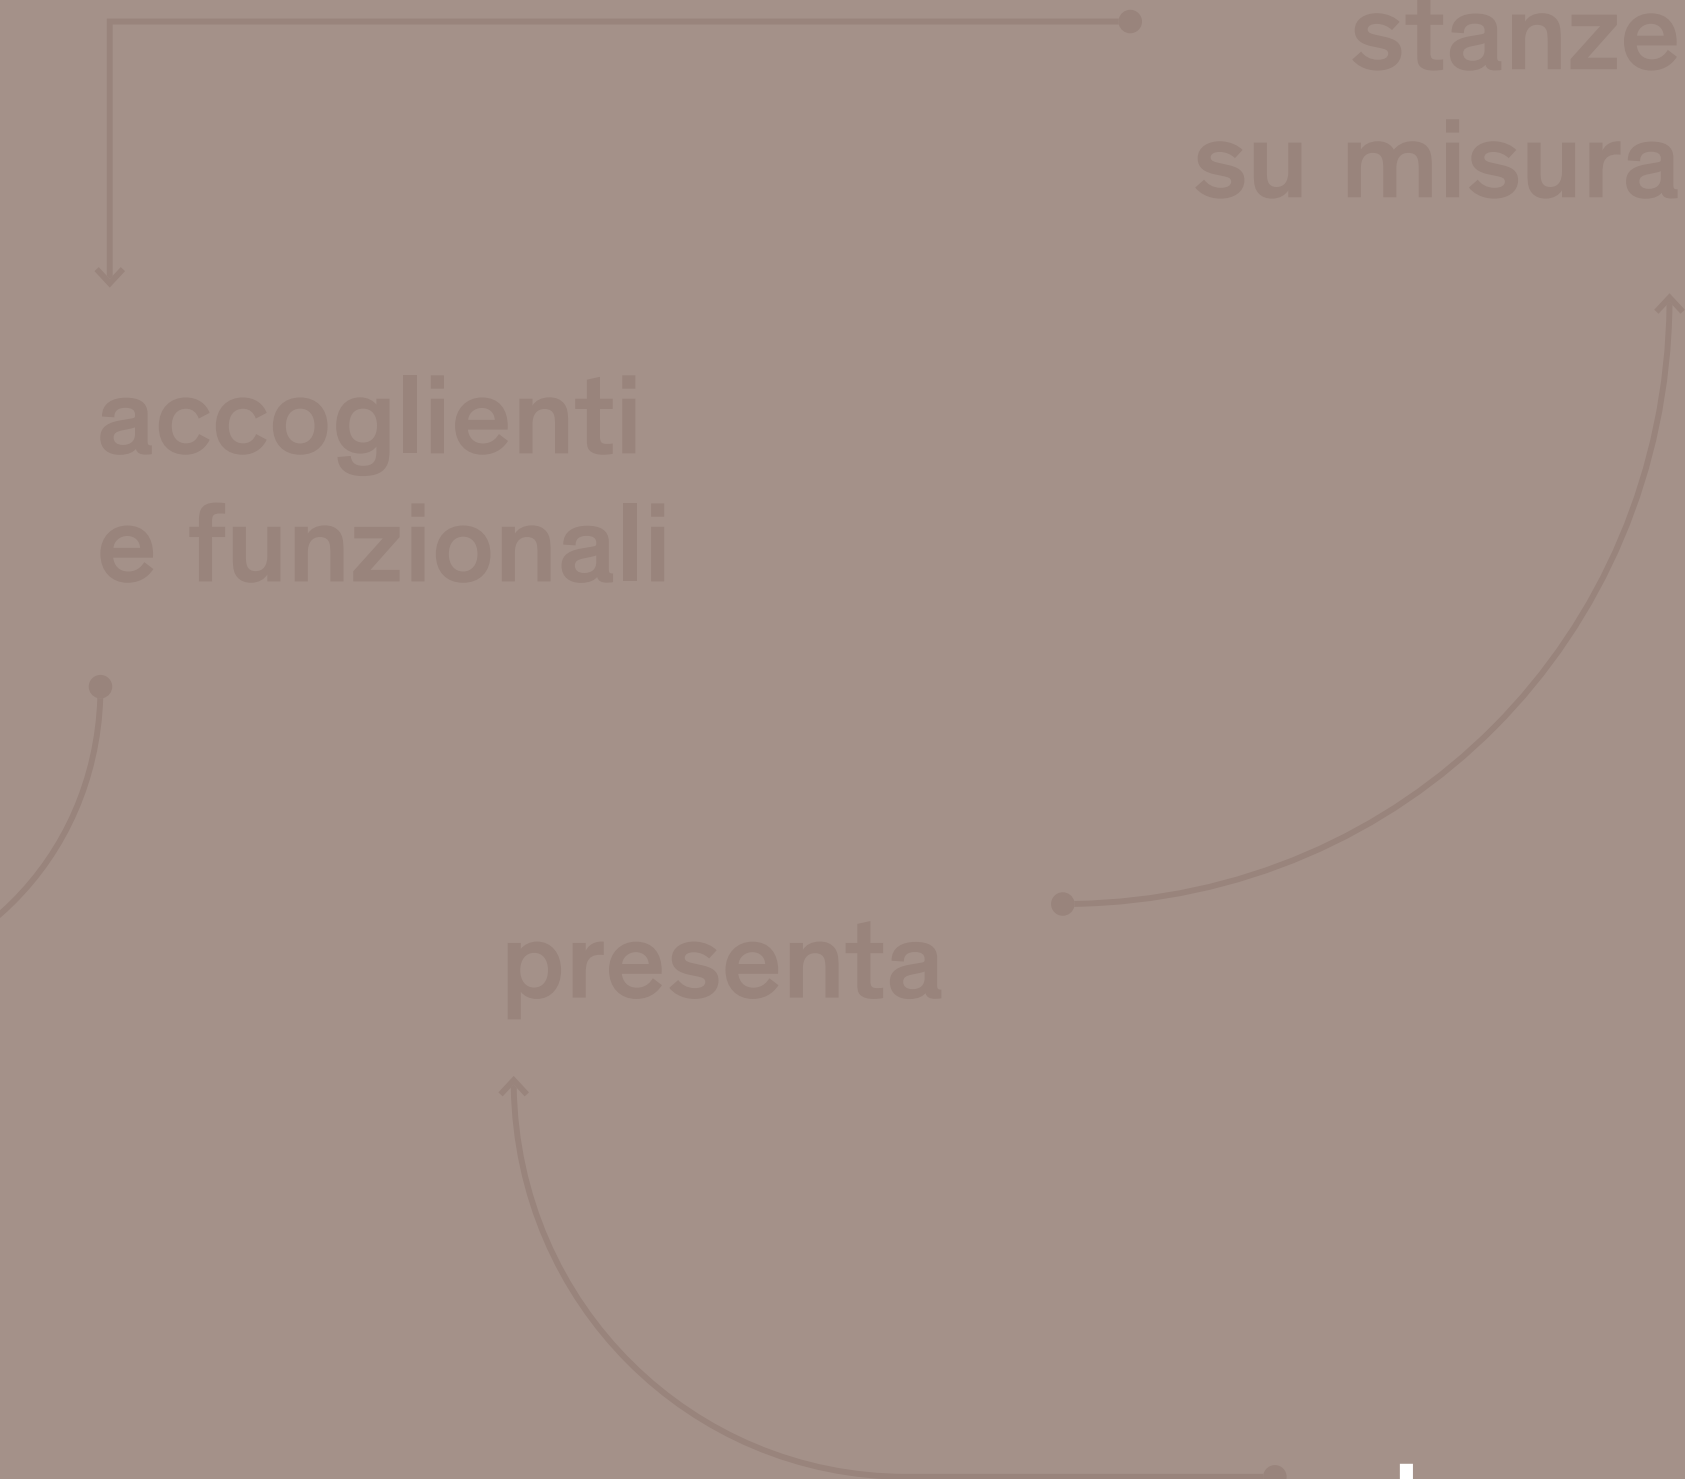 stanze
su misura
accoglienti
e funzionali
presenta